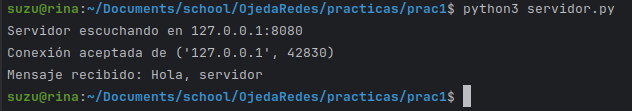 suzu@rina:~/Documents/school/OjedaRedes/practicas/prac1$ python3 servidor.py
Servidor escuchando en 127.0.0.1:8080
Conexión aceptada de ('127.0.0.1', 42830)
Mensaje recibido: Hola, servidor
suzu@rina:~/Documents/school/OjedaRedes/practicas/prac1$